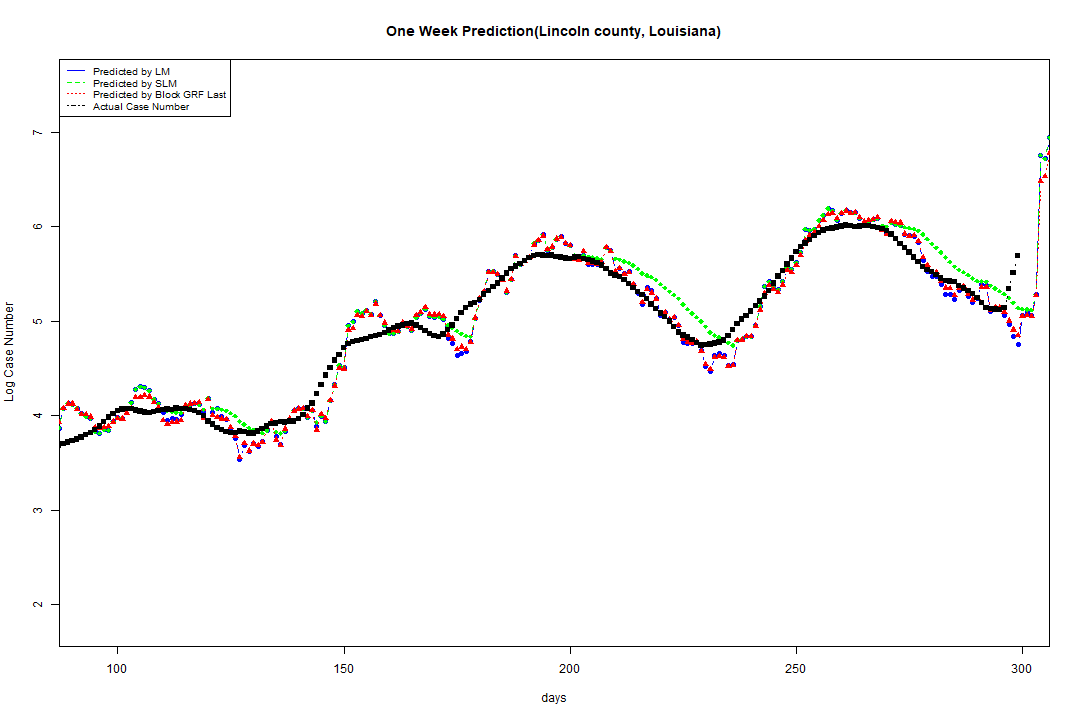 One Week Prediction(Lincoln county, Louisiana)
Predicted by LM
Predicted by SLM
Predicted by Block GRF Last
Actual Case Number
Log Case Number
7
6
5
4
3
2
100 150 200 250 300
days